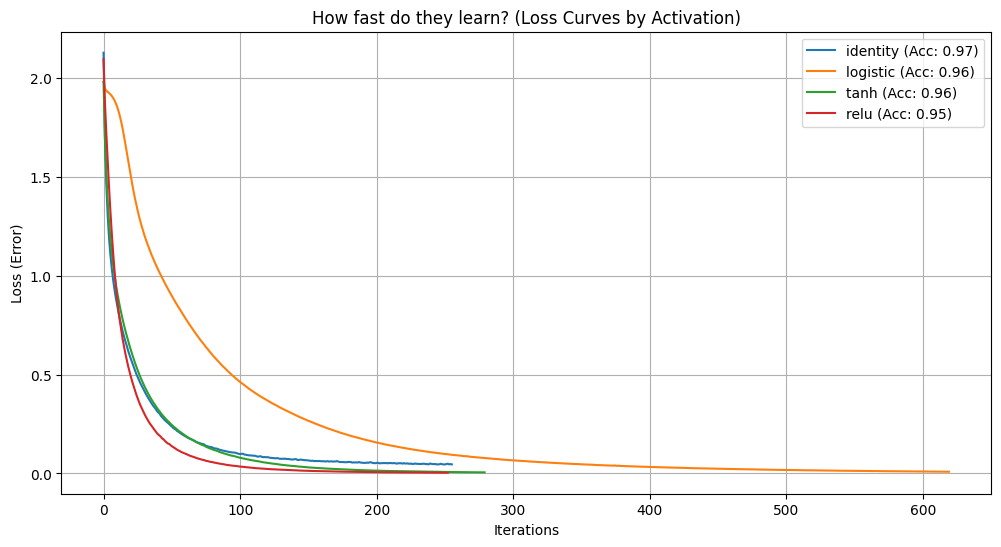 How fast do they learn? (Loss Curves by Activation)
identity (Acc: 0.97)
logistic (Acc: 0.96)
tanh (Acc: 0.96)
relu (Acc: 0.95)
Loss (Error)
2.0
1.5
1.0
0.5
0.0
0 100 200 300 400 500 600
Iterations